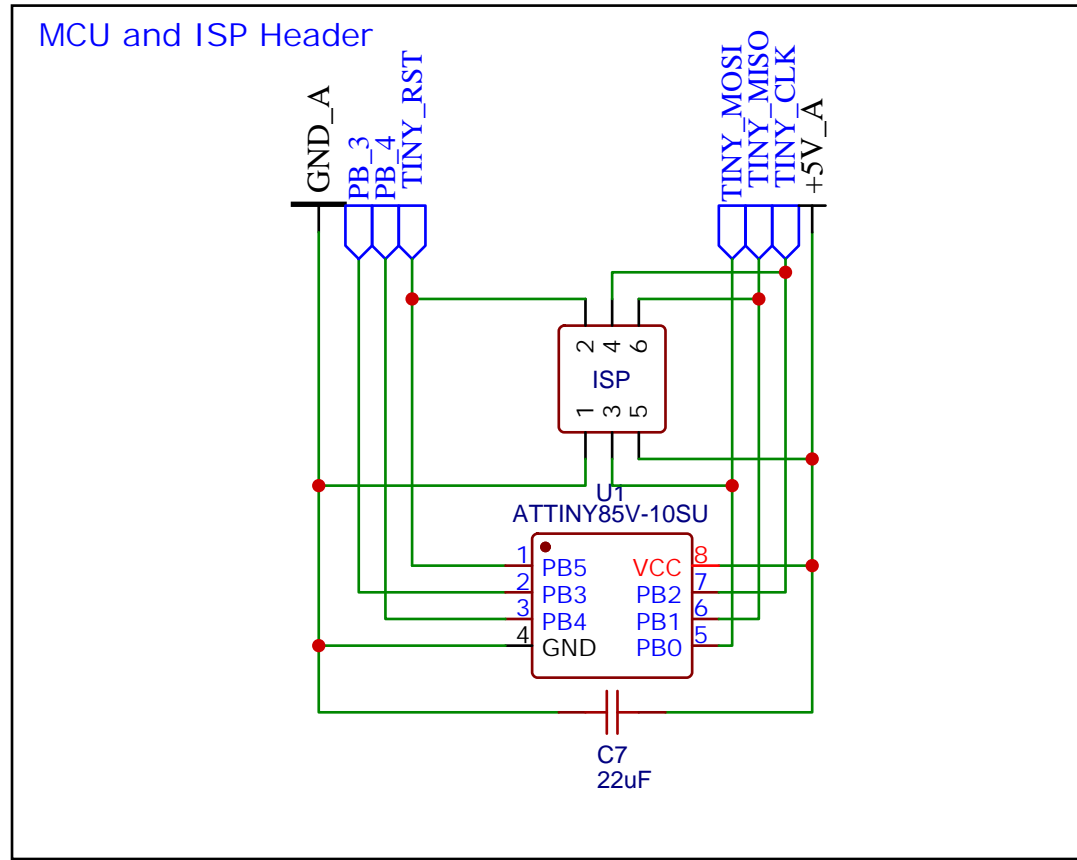 MCU and ISP Header
GND_A
PB_3
PB_4
TINY_RST
TINY_MOSI
TINY_MISO
TINY_CLK
+5V_A
2 4 6
ISP
1 3 5
U1
ATTINY85V-10SU
1 PB5 VCC 8
2 PB3 PB2 7
3 PB4 PB1 6
4 GND PB0 5
C7
22uF